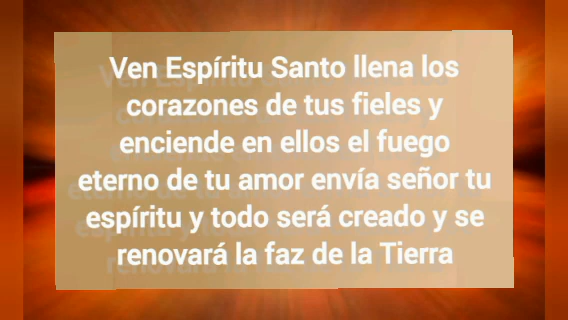 Ven Espíritu Santo llena los
corazones de tus fieles y
enciende en ellos el fuego
eterno de tu amor envía señor tu
espíritu y todo será creado y se
renovará la faz de la Tierra